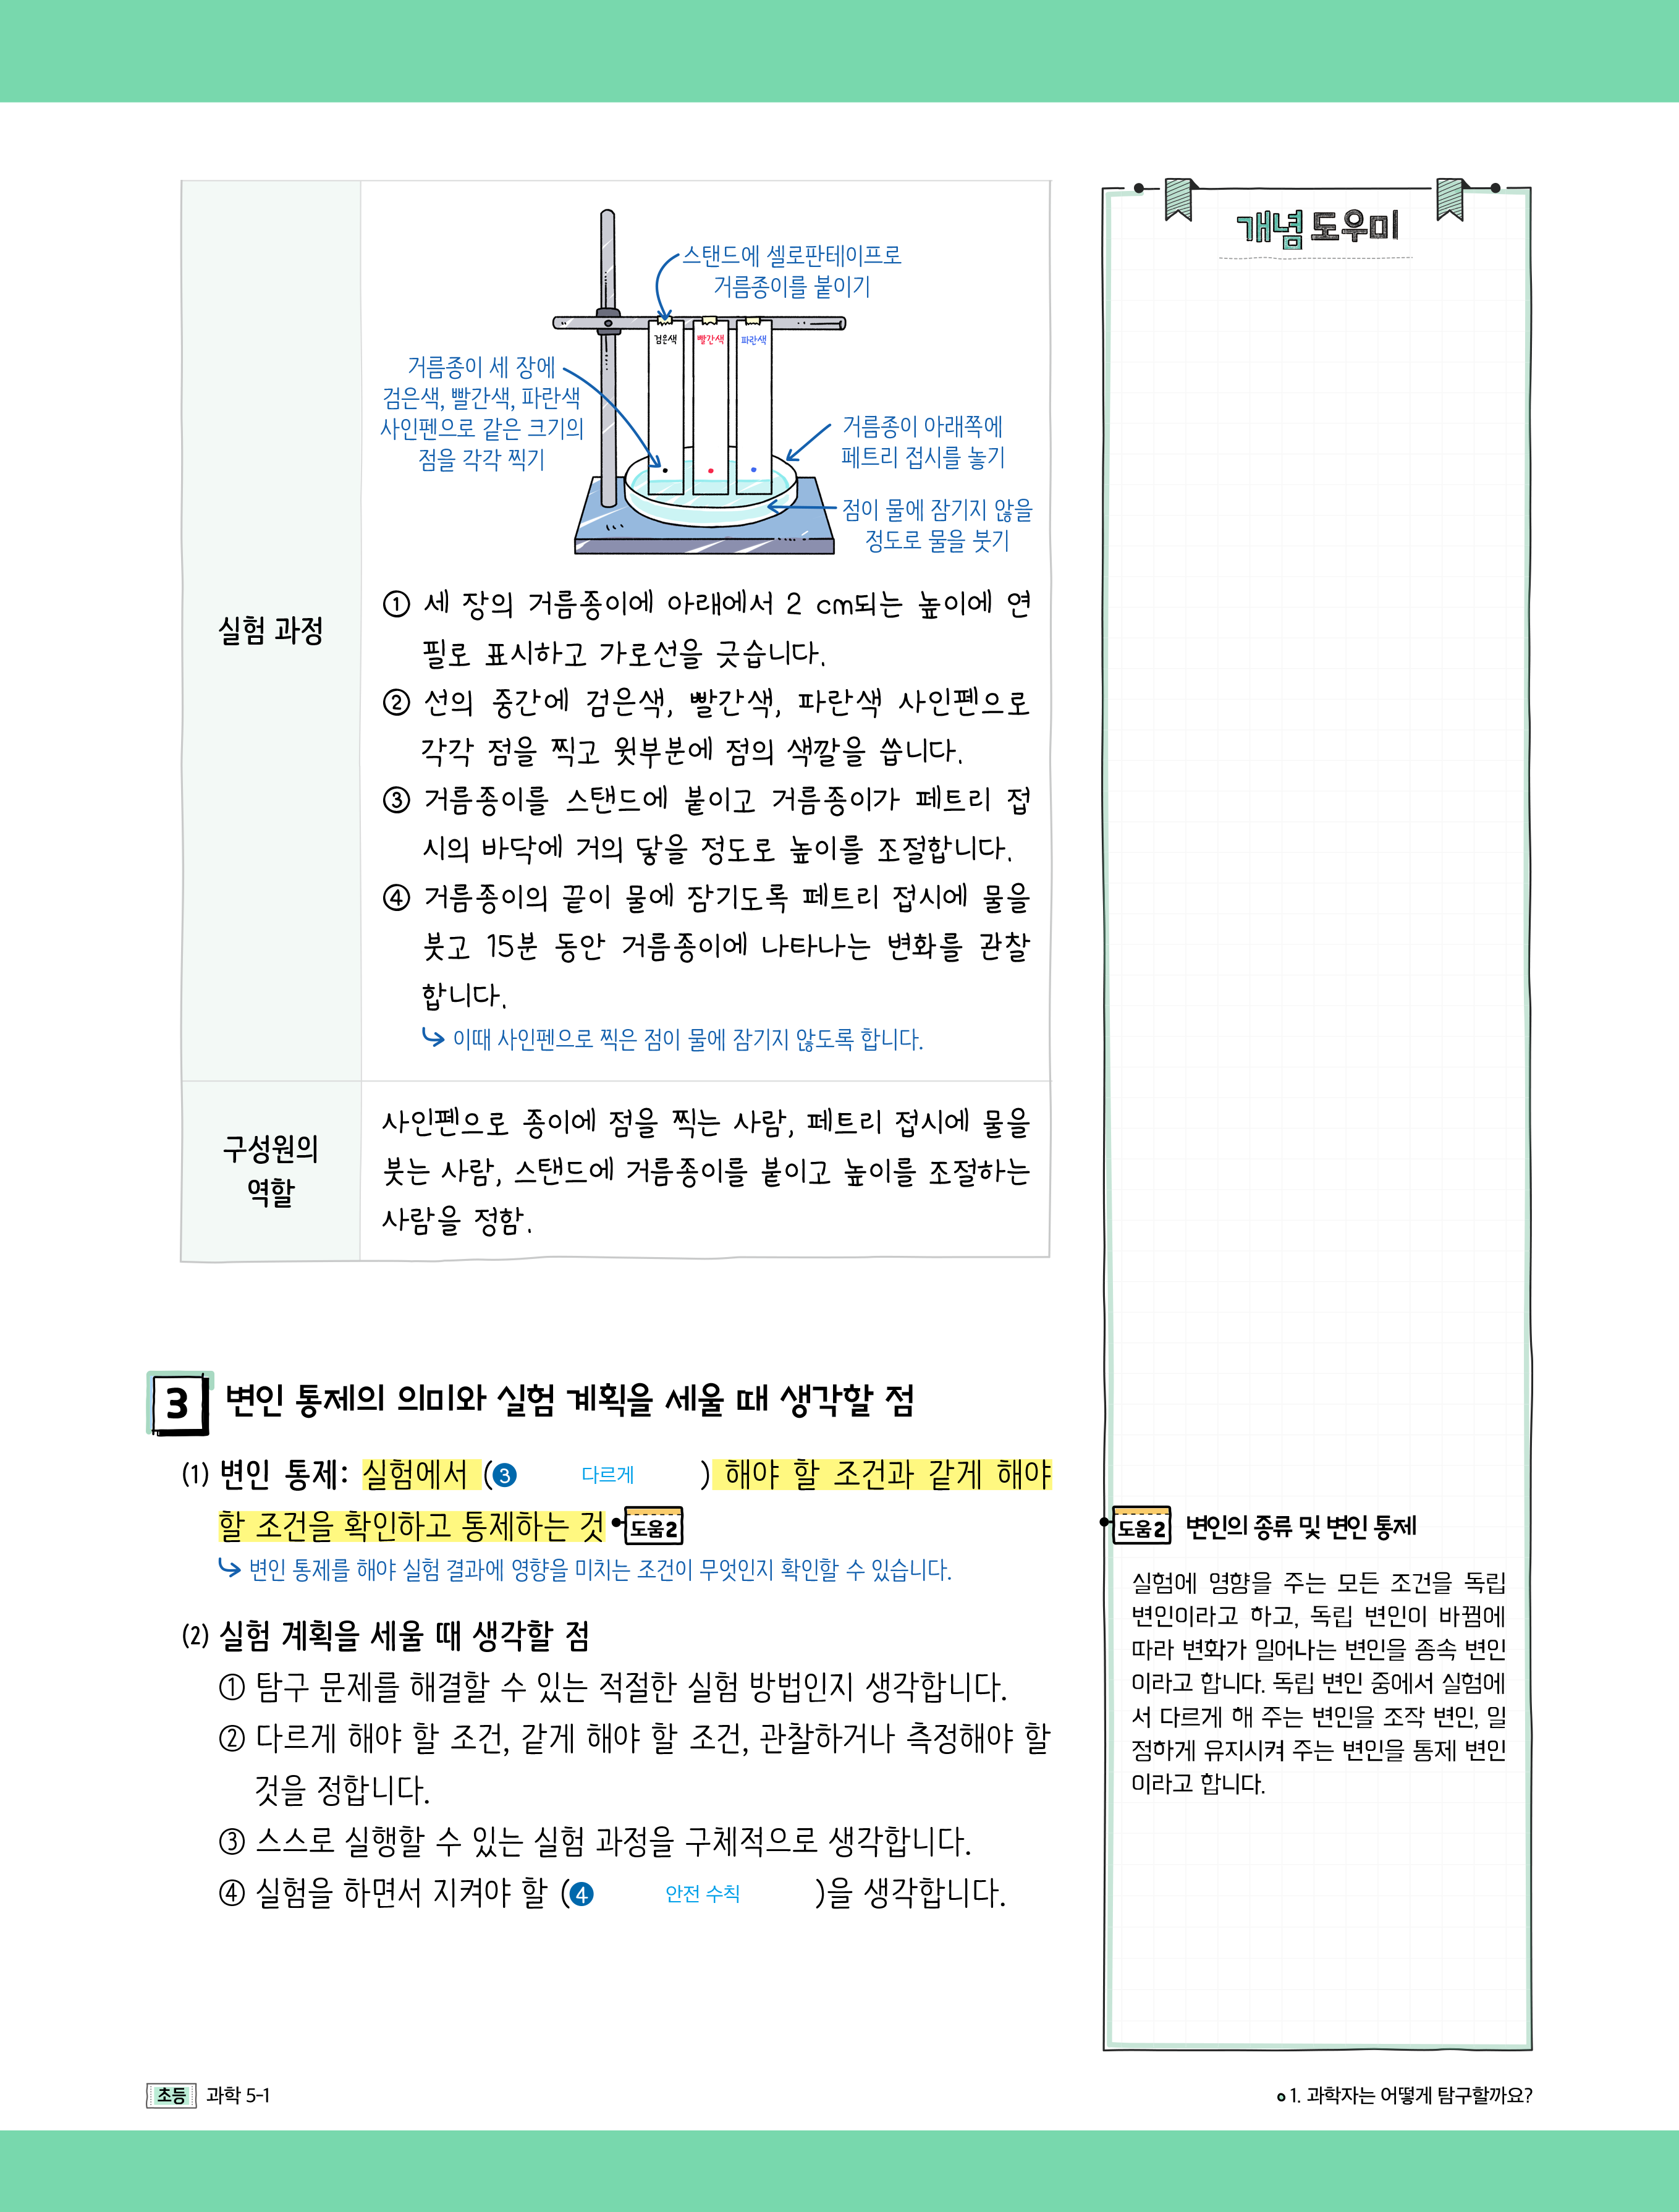 스탠드에 셀로판테이프로
거름종이를 붙이기
검은색 빨간색 파란색
거름종이 세 장에
검은색, 빨간색, 파란색
사인펜으로 같은 크기의
점을 각각 찍기
거름종이 아래쪽에
페트리 접시를 놓기
점이 물에 잠기지 않을
정도로 물을 붓기
실험 과정
① 세 장의 거름종이에 아래에서 2 cm되는 높이에 연
필로 표시하고 가로선을 긋습니다.
② 선의 중간에 검은색, 빨간색, 파란색 사인펜으로
각각 점을 찍고 윗부분에 점의 색깔을 씁니다.
③ 거름종이를 스탠드에 붙이고 거름종이가 페트리 접
시의 바닥에 거의 닿을 정도로 높이를 조절합니다.
④ 거름종이의 끝이 물에 잠기도록 페트리 접시에 물을
붓고 15분 동안 거름종이에 나타나는 변화를 관찰
합니다.
이때 사인펜으로 찍은 점이 물에 잠기지 않도록 합니다.
구성원의
역할
사인펜으로 종이에 점을 찍는 사람, 페트리 접시에 물을
붓는 사람, 스탠드에 거름종이를 붙이고 높이를 조절하는
사람을 정함.
3 변인 통제의 의미와 실험 계획을 세울 때 생각할 점
(1) 변인 통제: 실험에서 (❸ 다르게 ) 해야 할 조건과 같게 해야
할 조건을 확인하고 통제하는 것 도움2
변인 통제를 해야 실험 결과에 영향을 미치는 조건이 무엇인지 확인할 수 있습니다.
(2) 실험 계획을 세울 때 생각할 점
① 탐구 문제를 해결할 수 있는 적절한 실험 방법인지 생각합니다.
② 다르게 해야 할 조건, 같게 해야 할 조건, 관찰하거나 측정해야 할
것을 정합니다.
③ 스스로 실행할 수 있는 실험 과정을 구체적으로 생각합니다.
④ 실험을 하면서 지켜야 할 (❹ 안전 수칙 )을 생각합니다.
개념 도우미
도움2 변인의 종류 및 변인 통제
실험에 영향을 주는 모든 조건을 독립
변인이라고 하고, 독립 변인이 바뀜에
따라 변화가 일어나는 변인을 종속 변인
이라고 합니다. 독립 변인 중에서 실험에
서 다르게 해 주는 변인을 조작 변인, 일
정하게 유지시켜 주는 변인을 통제 변인
이라고 합니다.
초등 과학 5-1
1. 과학자는 어떻게 탐구할까요?